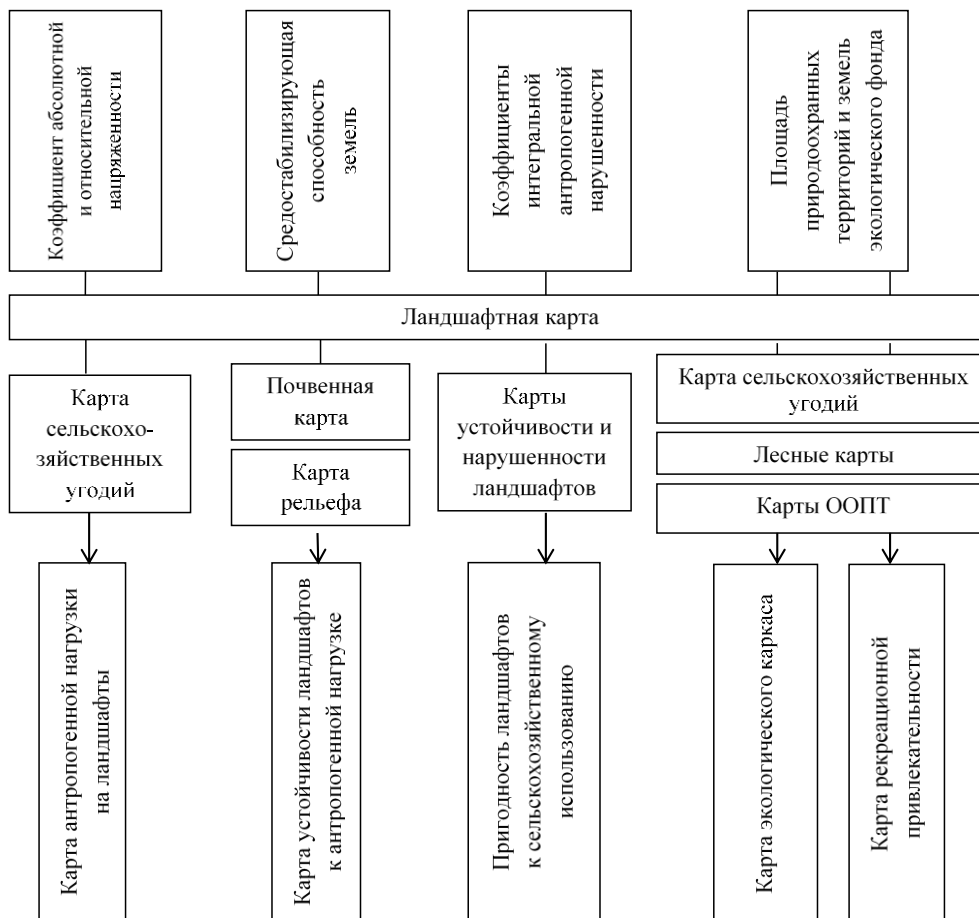 Коэффициент абсолютной
и относительной
напряженности
Средостабилизирующая
способность
земель
Коэффициенты
интегральной
антропогенной
нарушенности
Площадь
природоохранных
территорий и земель
экологического фонда
Ландшафтная карта
Карта
сельскохо-
зяйственных
угодий
Почвенная
карта
Карта
рельефа
Карты
устойчивости и
нарушенности
ландшафтов
Карта сельскохозяйственных
угодий
Лесные карты
Карты ООПТ
Карта антропогенной нагрузки
на ландшафты
Карта устойчивости ландшафтов
к антропогенной нагрузке
Пригодность ландшафтов
к сельскохозяйственному
использованию
Карта экологического каркаса
Карта рекреационной
привлекательности